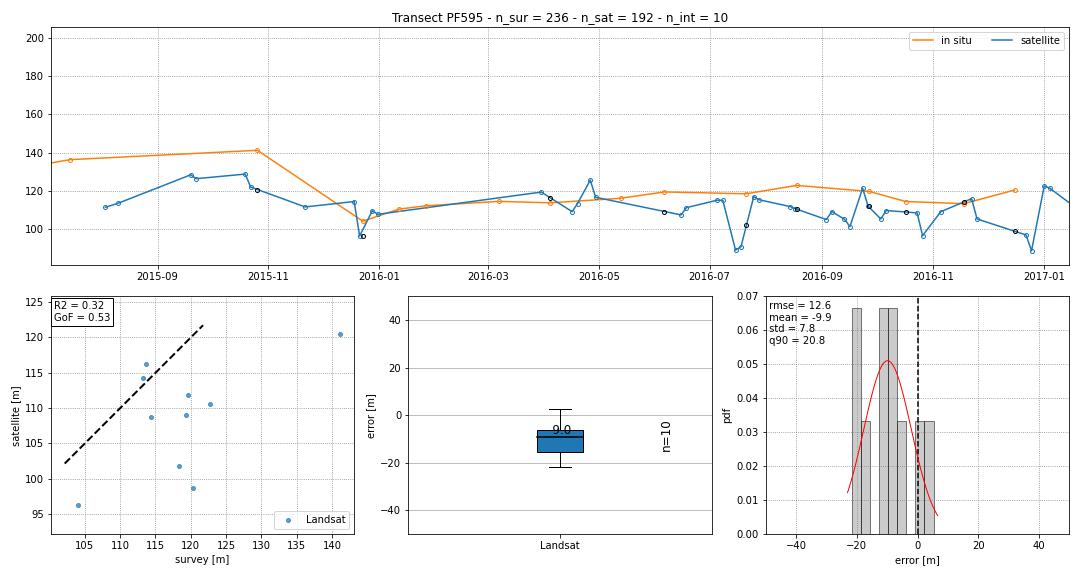 Transect PF595 - n_sur = 236 - n_sat = 192 - n_int = 10
200
180
160
140
120
100
in situ
satellite
2015-09
2015-11
2016-01
2016-03
2016-05
2016-07
2016-09
2016-11
2017-01
R2 = 0.32
GoF = 0.53
125
120
115
110
105
100
95
satellite [m]
105
110
115
120
125
130
135
140
survey [m]
Landsat
40
20
0
−20
−40
error [m]
-9.0
n=10
Landsat
rmse = 12.6
mean = -9.9
std = 7.8
q90 = 20.8
0.07
0.06
0.05
0.04
0.03
0.02
0.01
0.00
pdf
−40
−20
0
20
40
error [m]